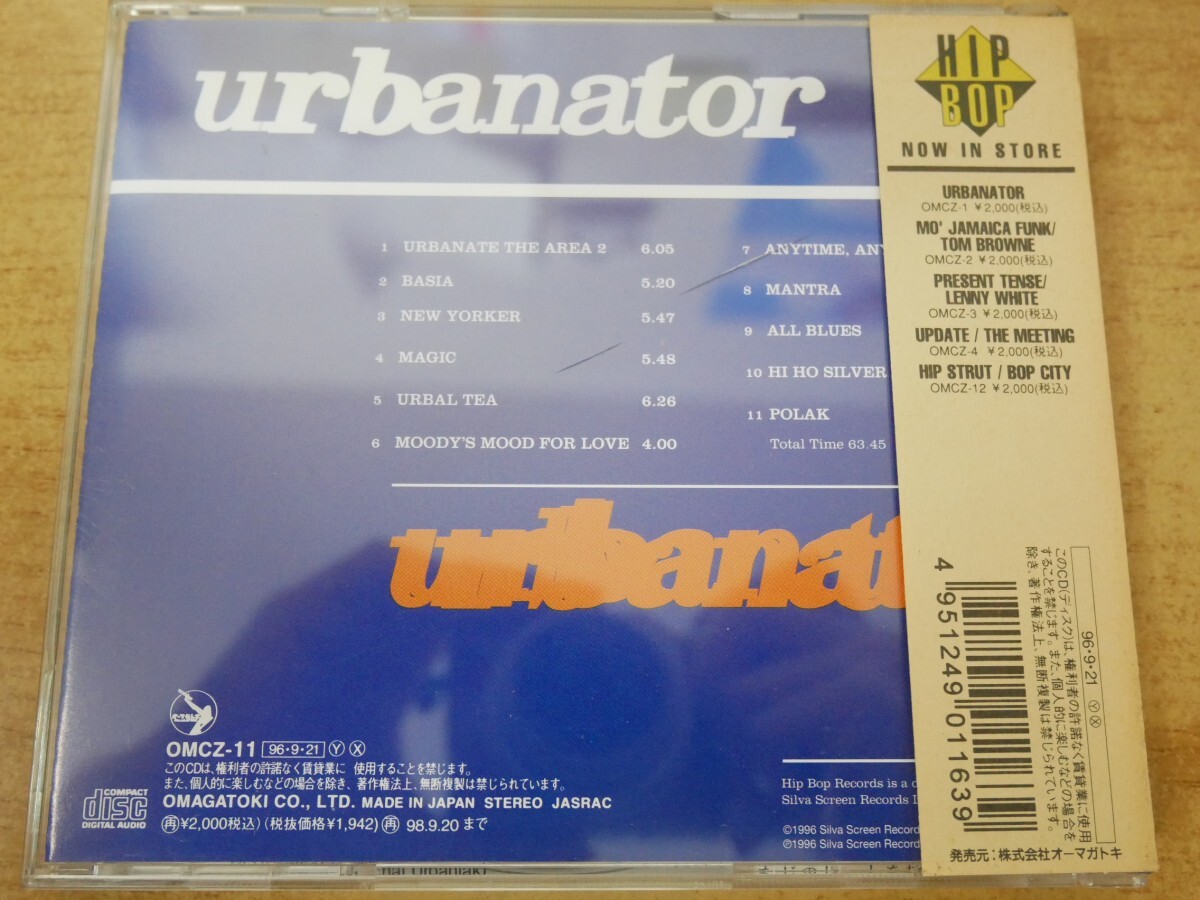 urbanator
1 URBANATE THE AREA 2 6.05
2 BASIA 5.20
3 NEW YORKER 5.47
4 MAGIC 5.48
5 URBAL TEA 6.26
6 MOODY'S MOOD FOR LOVE 4.00
7 ANYTIME, AN
8 MANTRA
9 ALL BLUES
10 HI HO SILVER
11 POLAK
Total Time 63.45
urbanat
OMCZ-11 96・9・21 Ⓨ Ⓧ
このCDは、権利者の許諾なく賃貸業に 使用することを禁じます。
また、個人的に楽しむなどの場合を除き、著作権法上、無断複製は禁じられています。
COMPACT
disc
DIGITAL AUDIO
OMAGATOKI CO., LTD. MADE IN JAPAN STEREO JASRAC
㊢¥2,000(税込) (税抜価格¥1,942) ㊢ 98.9.20 まで
Hip Bop Records is a
Silva Screen Records
©1996 Silva Screen Record
©1996 Silva Screen Record
HIP
BOP
NOW IN STORE
URBANATOR
OMCZ-1 ¥2,000(税込)
MO' JAMAICA FUNK/
TOM BROWNE
OMCZ-2 ¥2,000(税込)
PRESENT TENSE/
LENNY WHITE
OMCZ-3 ¥2,000(税込)
UPDATE / THE MEETING
OMCZ-4 ¥2,000(税込)
HIP STRUT / BOP CITY
OMCZ-12 ¥2,000(税込)
96・9・21 Ⓨ Ⓧ
このCD(ディスク)は、権利者の許諾なく賃貸業に使用
することを禁じます。また、個人的に楽しむなどの場合を
除き、著作権法上、無断複製は禁じられています。
4 951249 011639
発売元：株式会社オーマガトキ